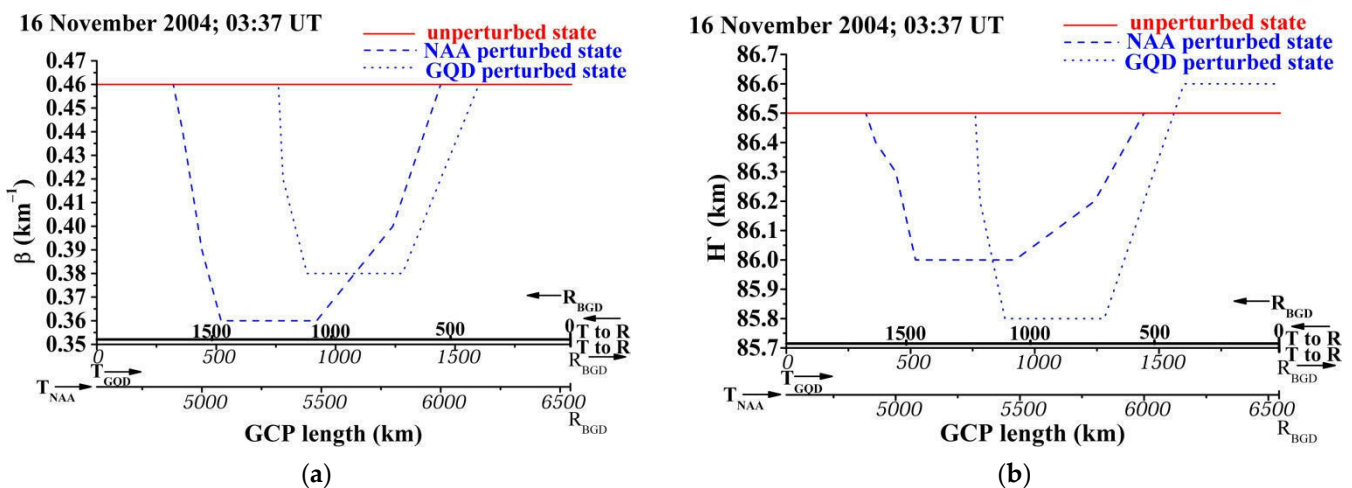 16 November 2004; 03:37 UT
unperturbed state
NAA perturbed state
GQD perturbed state
0.47
0.46
0.45
0.44
0.43
0.42
0.41
0.40
0.39
0.38
0.37
0.36
0.35
β (km⁻¹)
R_BGD
1500
1000
500
0
T to R
T to R
0
500
1000
1500
R_BGD
T_GQD
T_NAA
5000
5500
6000
6500
R_BGD
GCP length (km)
(a)
16 November 2004; 03:37 UT
unperturbed state
NAA perturbed state
GQD perturbed state
86.7
86.6
86.5
86.4
86.3
86.2
86.1
86.0
85.9
85.8
85.7
H` (km)
R_BGD
1500
1000
500
0
T to R
T to R
0
500
1000
1500
R_BGD
T_GQD
T_NAA
5000
5500
6000
6500
R_BGD
GCP length (km)
(b)